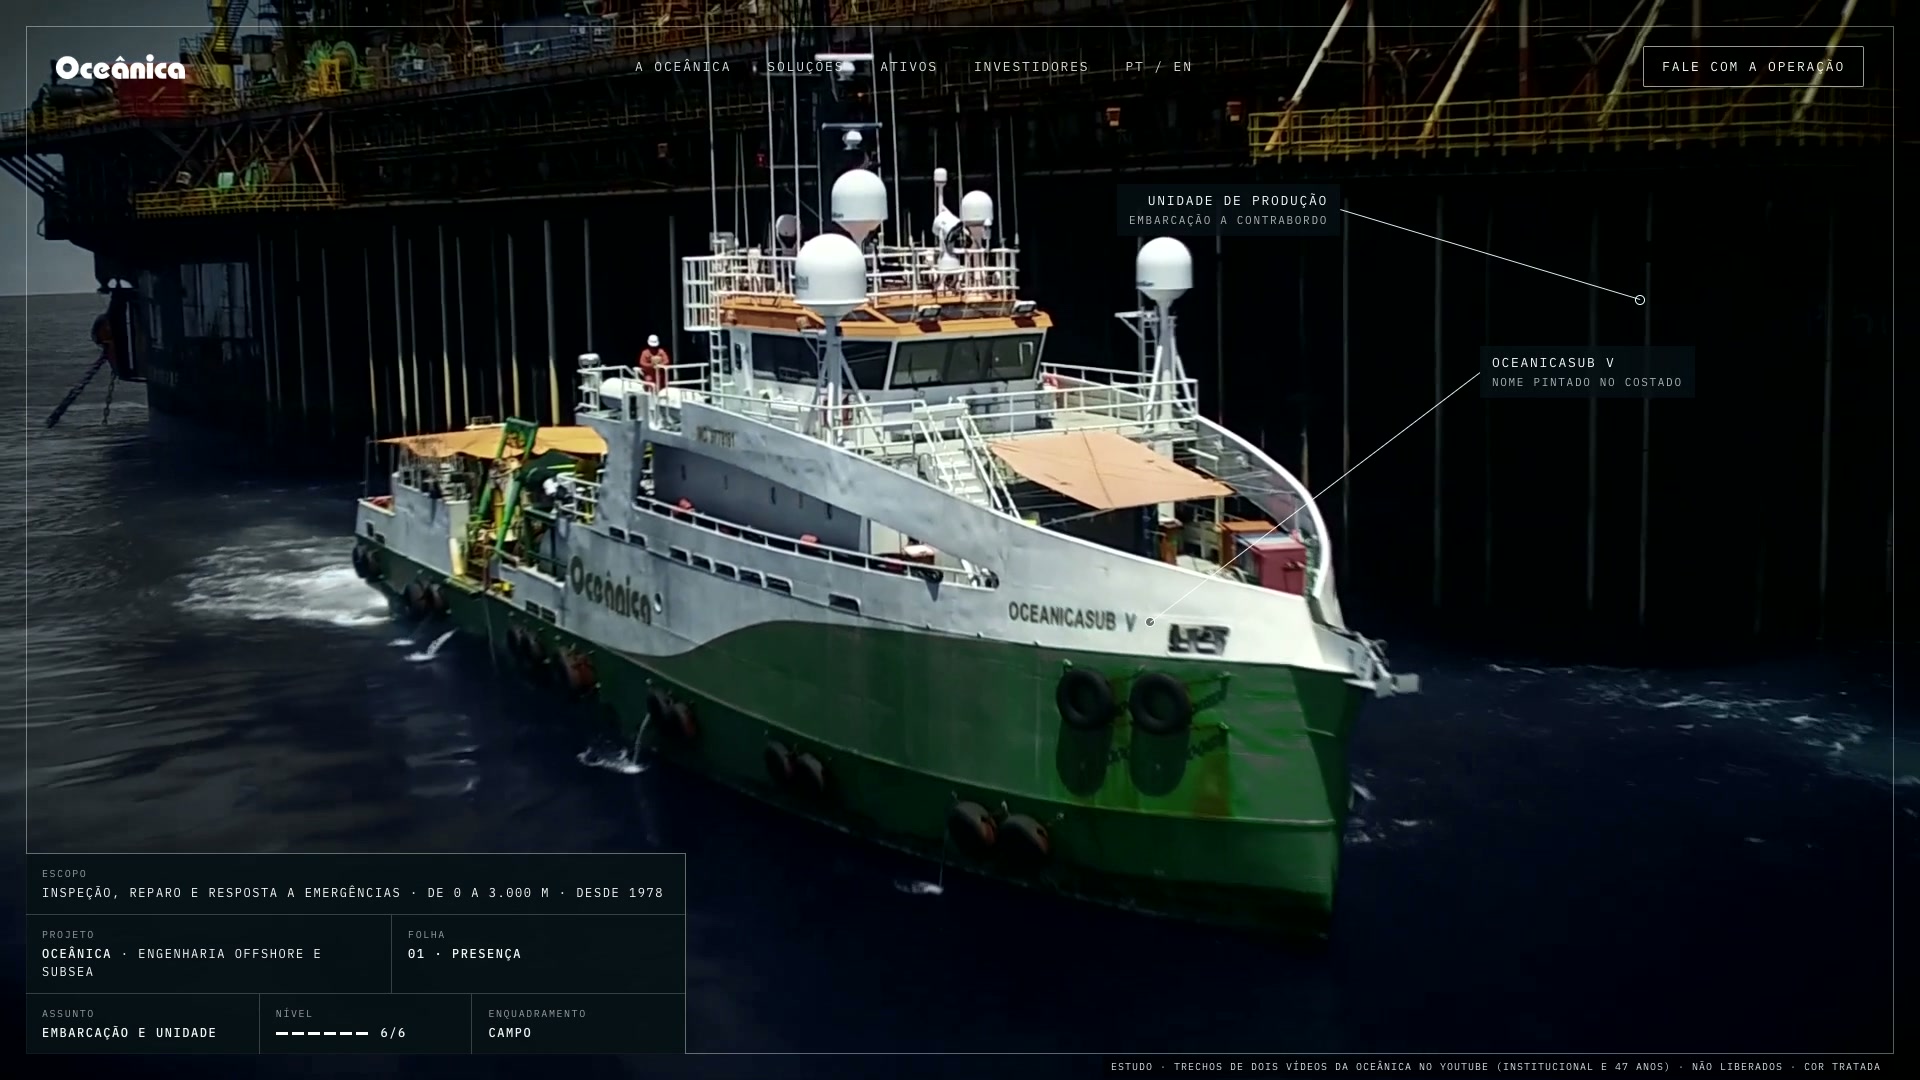 Oceânica
A OCEÂNICA SOLUÇÕES ATIVOS INVESTIDORES PT / EN
FALE COM A OPERAÇÃO
UNIDADE DE PRODUÇÃO
EMBARCAÇÃO A CONTRABORDO
OCEANICASUB V
NOME PINTADO NO COSTADO
Oceânica
OCEANICASUB V
ESCOPO
INSPEÇÃO, REPARO E RESPOSTA A EMERGÊNCIAS · DE 0 A 3.000 M · DESDE 1978
PROJETO
OCEÂNICA · ENGENHARIA OFFSHORE E
SUBSEA
FOLHA
01 · PRESENÇA
ASSUNTO
EMBARCAÇÃO E UNIDADE
NÍVEL
6/6
ENQUADRAMENTO
CAMPO
ESTUDO · TRECHOS DE DOIS VÍDEOS DA OCEÂNICA NO YOUTUBE (INSTITUCIONAL E 47 ANOS) · NÃO LIBERADOS · COR TRATADA